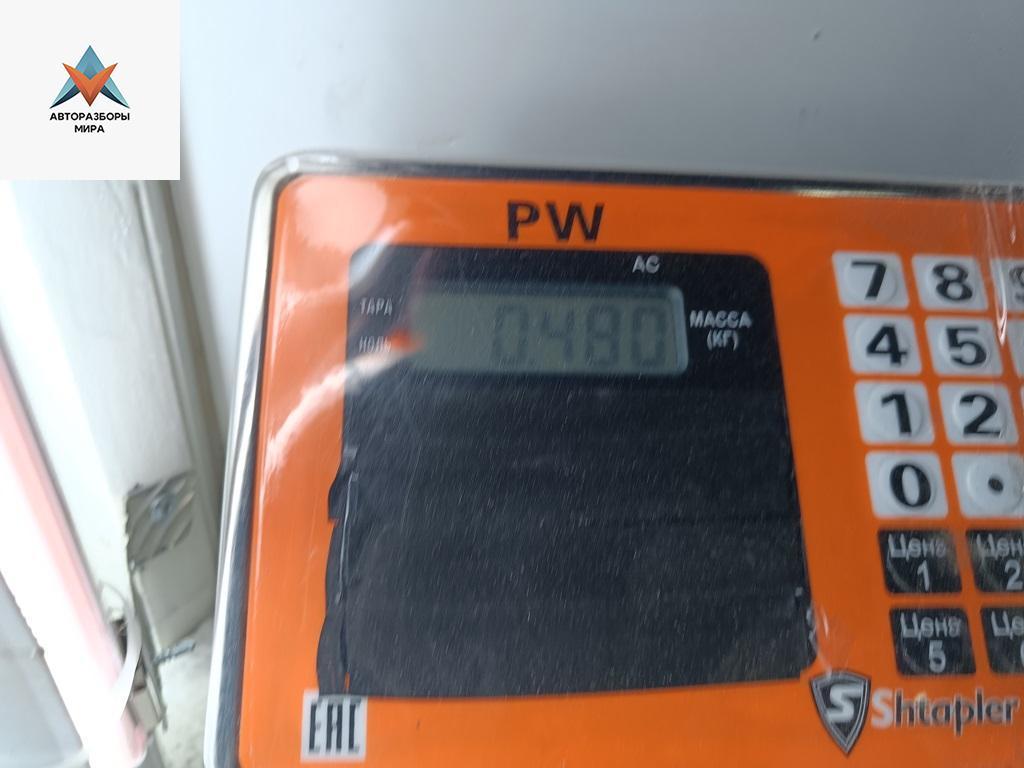 АВТОРАЗБОРЫ
МИРА
PW
AC
ТАРА
НОЛЬ
0.480
МАССА
(КГ)
7 8 9
4 5
1 2
0 .
Цена 1
Цена 2
Цена 5
EAC
S Shtapler